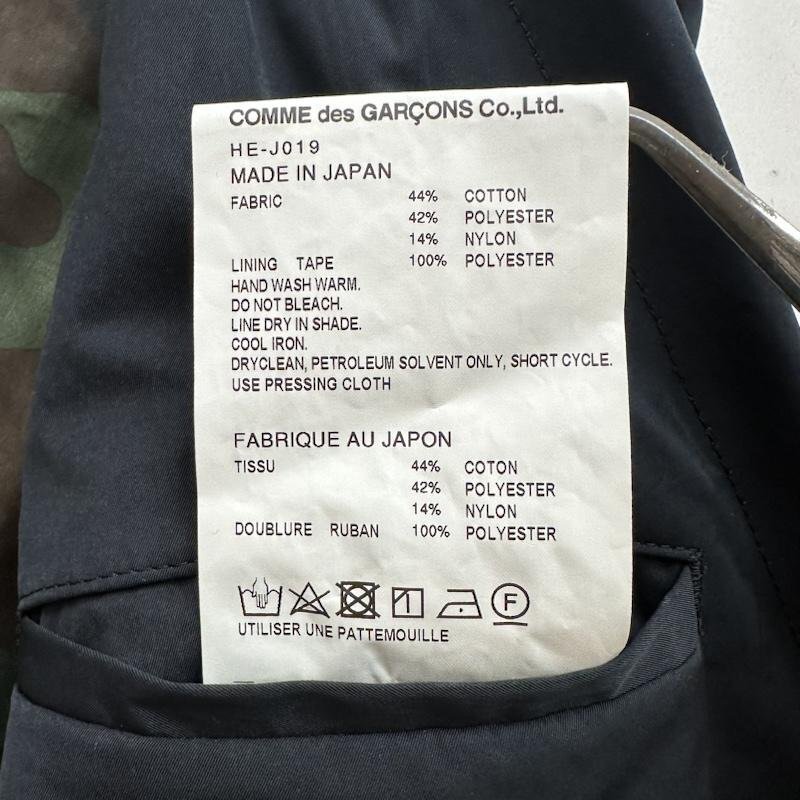 COMME des GARÇONS Co.,Ltd.
HE-J019
MADE IN JAPAN
FABRIC 44% COTTON
42% POLYESTER
14% NYLON
LINING TAPE 100% POLYESTER
HAND WASH WARM.
DO NOT BLEACH.
LINE DRY IN SHADE.
COOL IRON.
DRYCLEAN, PETROLEUM SOLVENT ONLY, SHORT CYCLE.
USE PRESSING CLOTH
FABRIQUE AU JAPON
TISSU 44% COTON
42% POLYESTER
14% NYLON
DOUBLURE RUBAN 100% POLYESTER
F
UTILISER UNE PATTEMOUILLE